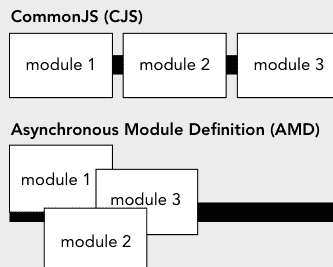 CommonJS (CJS)
module 1 module 2 module 3
Asynchronous Module Definition (AMD)
module 1
module 3
module 2